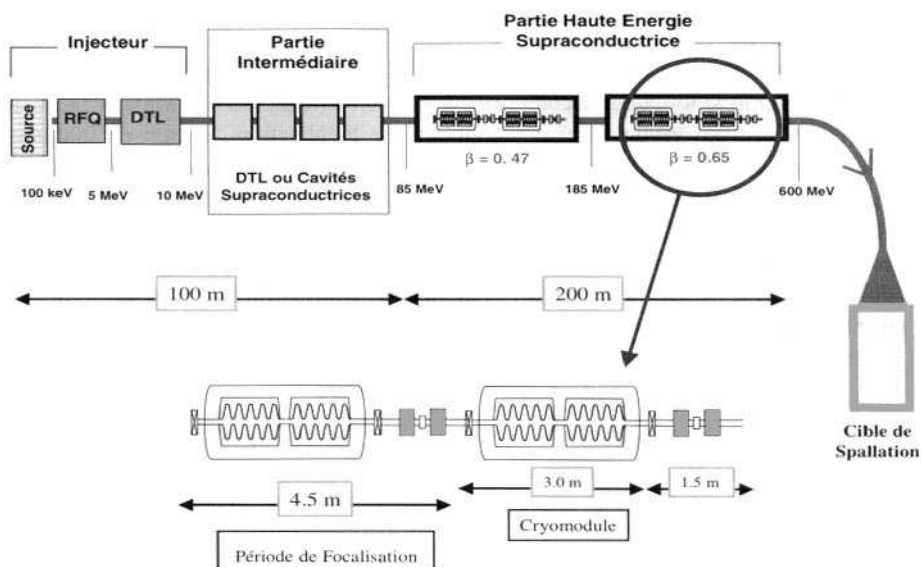 Injecteur
Partie
Intermédiaire
Partie Haute Energie
Supraconductrice
Source
RFQ
DTL
β = 0. 47
β = 0.65
DTL ou Cavités
Supraconductrices
100 keV
5 MeV
10 MeV
85 MeV
185 MeV
600 MeV
100 m
200 m
Cible de
Spallation
4.5 m
3.0 m
1.5 m
Cryomodule
Période de Focalisation